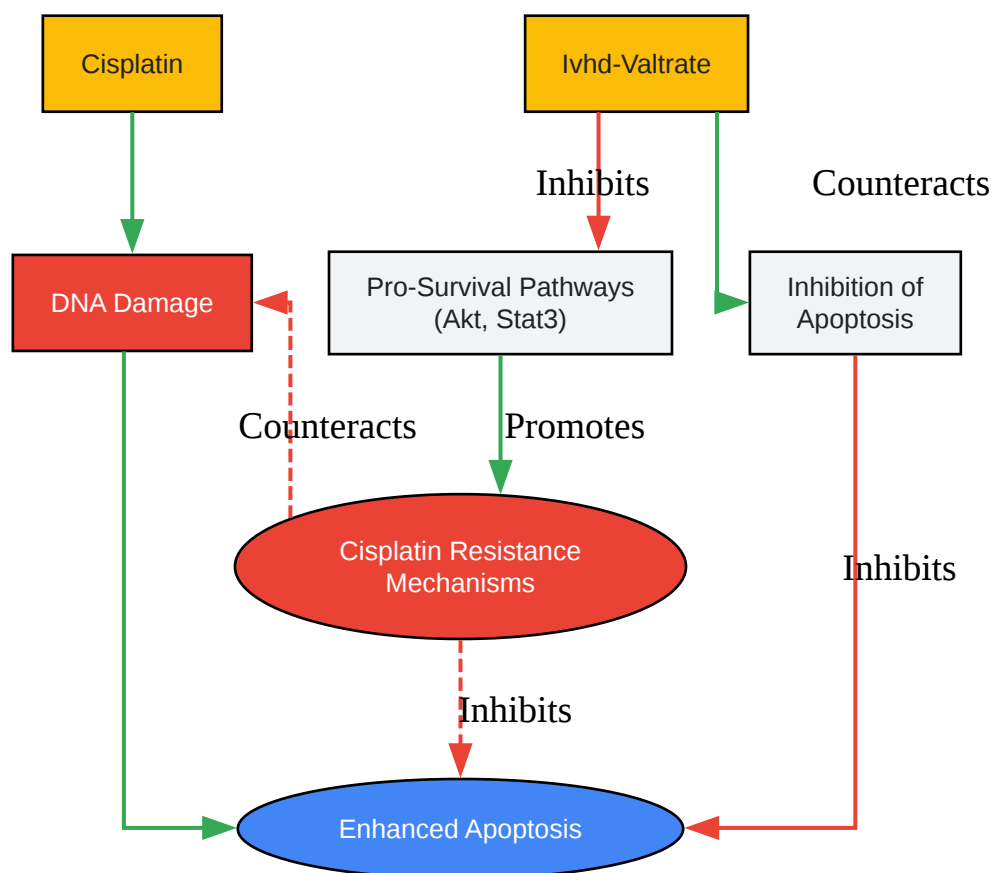 Cisplatin
Ivhd-Valtrate
Inhibits
Counteracts
DNA Damage
Pro-Survival Pathways
(Akt, Stat3)
Inhibition of
Apoptosis
Counteracts
Promotes
Cisplatin Resistance
Mechanisms
Inhibits
Inhibits
Enhanced Apoptosis